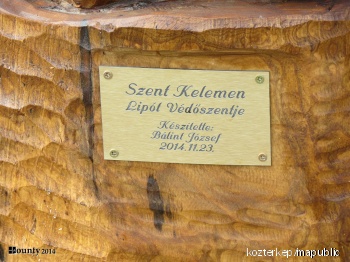 Szent Kelemen
Lipót Védőszentje
Készítette:
Bálint József
2014.11.23.
Bounty 2014
kozterkep/mapublic